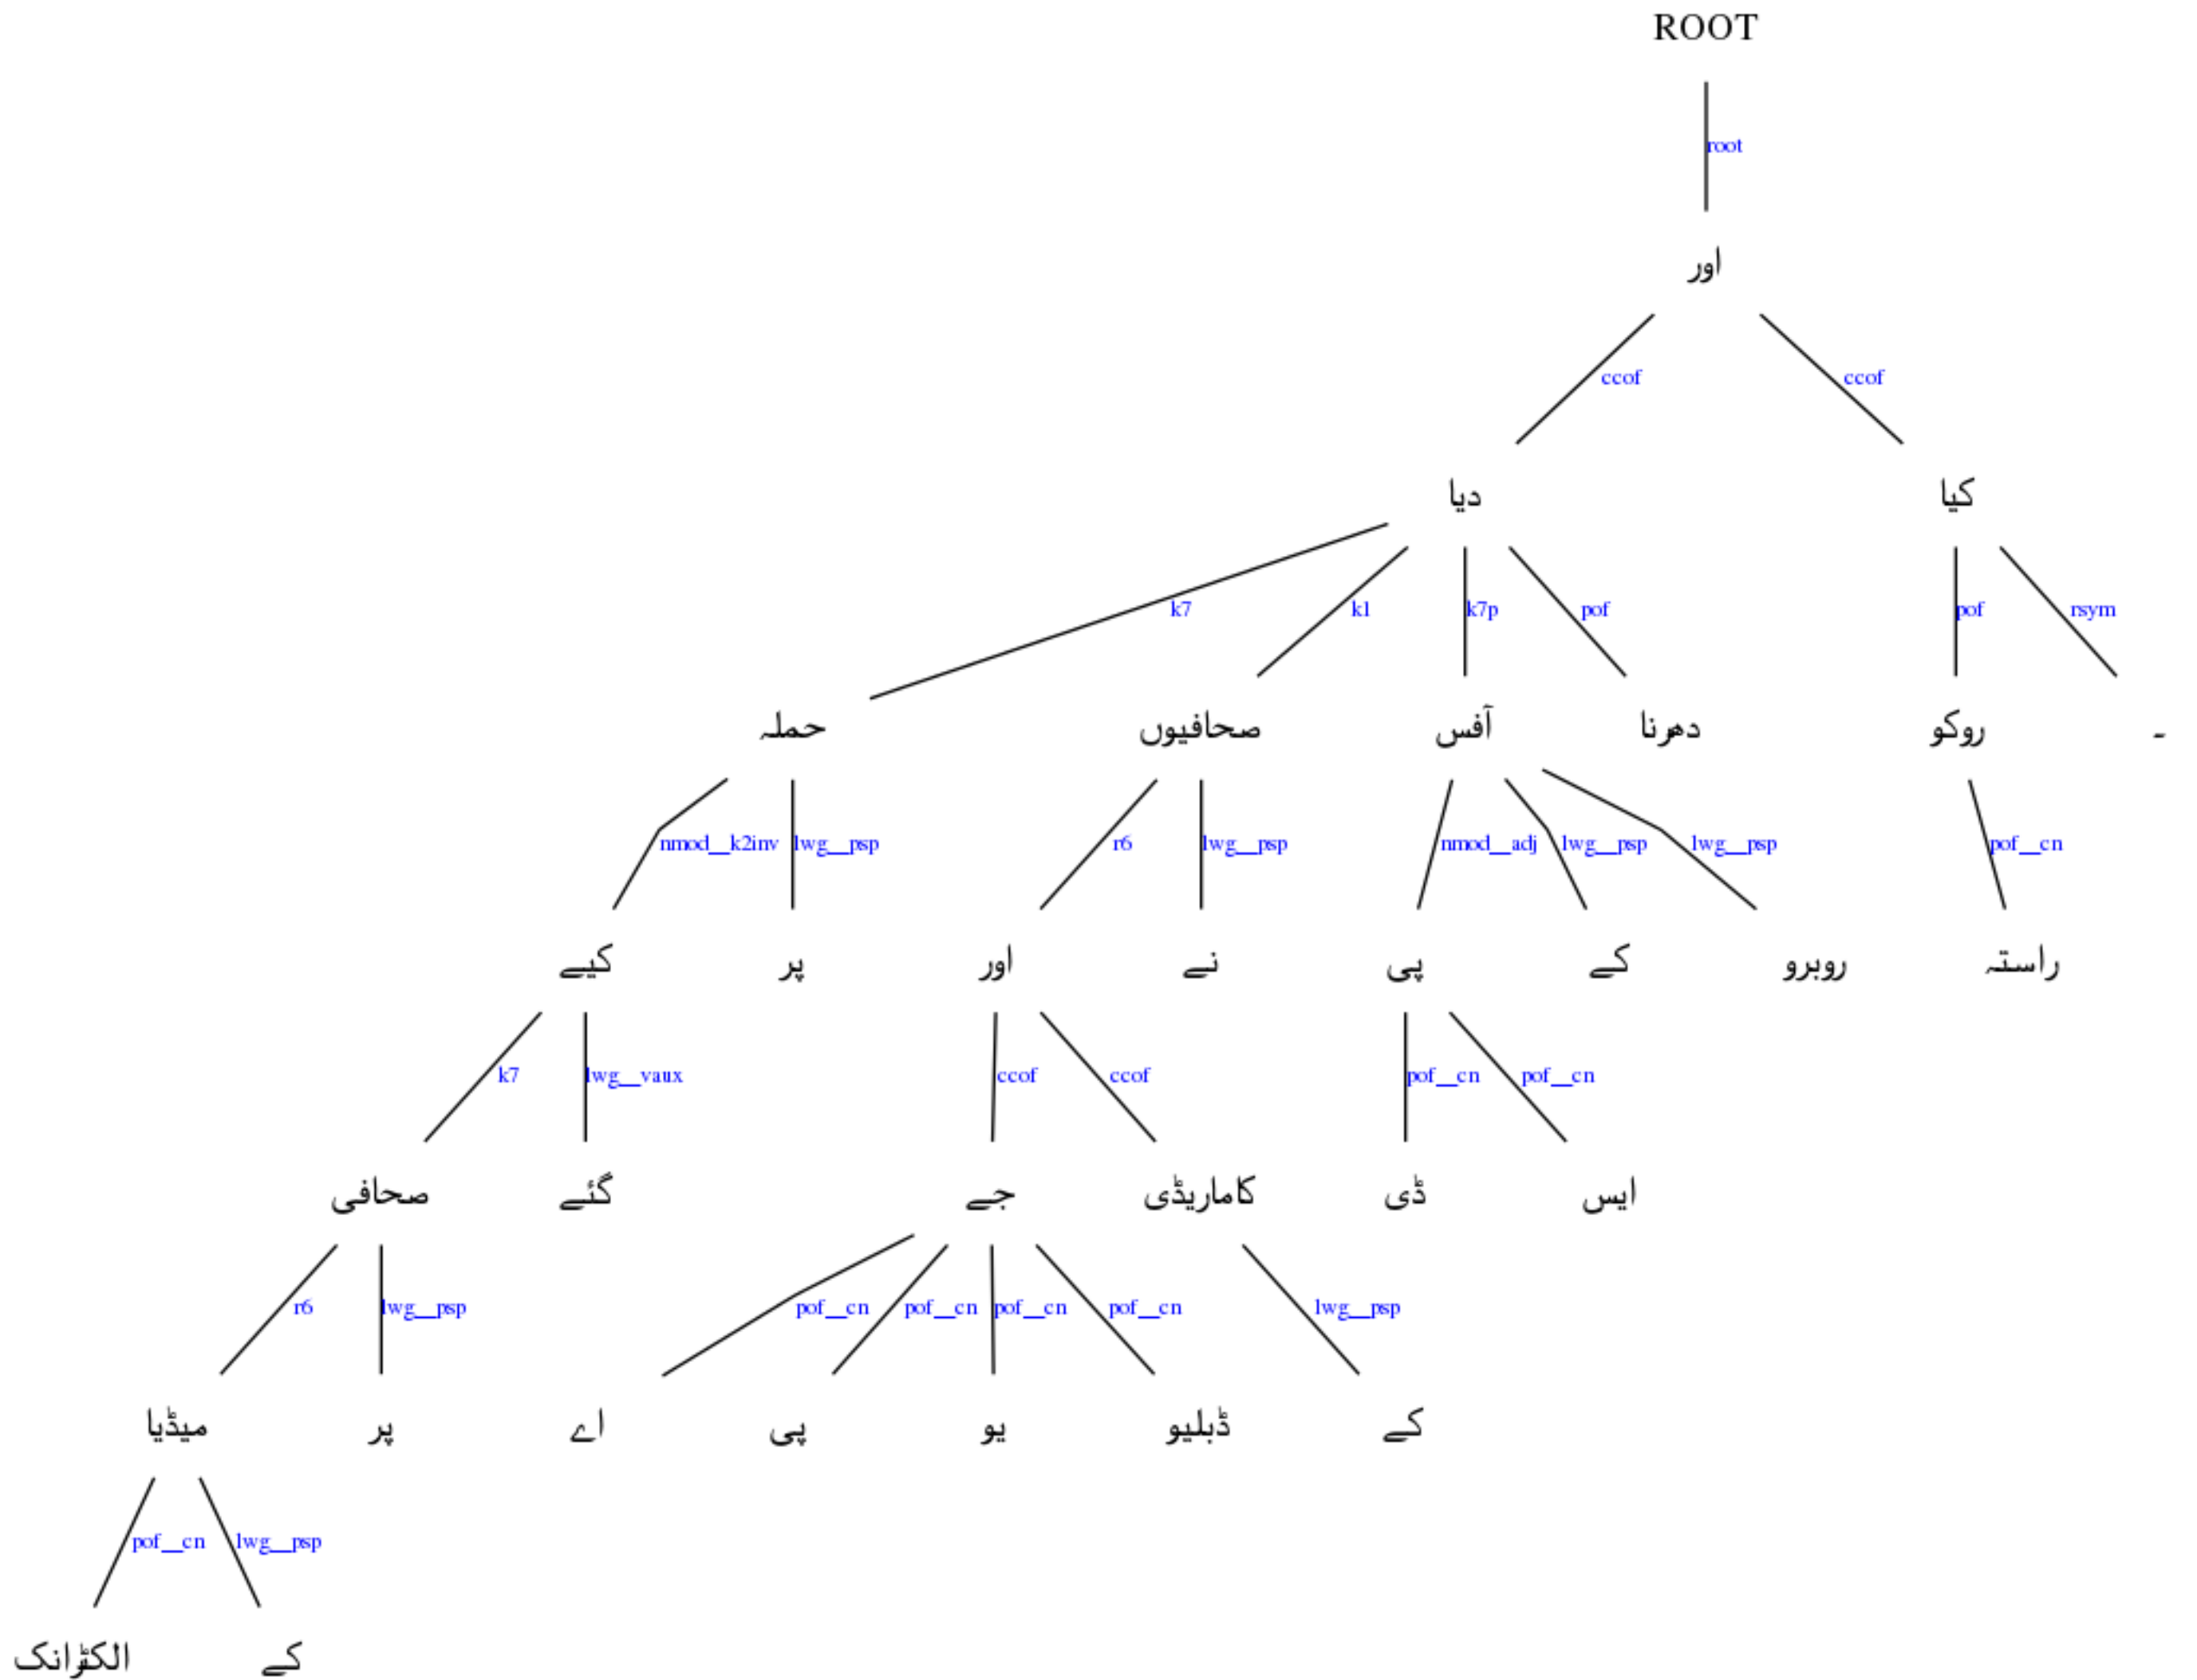 ROOT
root
اور
ccof ccof
دیا کیا
k7 k1 k7p pof pof rsym
حملہ صحافیوں آفس دھرنا روکو ۔
nmod__k2inv lwg__psp r6 lwg__psp nmod__adj lwg__psp lwg__psp pof__cn
کیے پر اور نے پی کے روبرو راستہ
k7 lwg__vaux ccof ccof pof__cn pof__cn
صحافی گئے جے کاماریڈی ڈی ایس
r6 lwg__psp pof__cn pof__cn pof__cn pof__cn lwg__psp
میڈیا پر اے پی یو ڈبلیو کے
pof__cn lwg__psp
الکٹرانک کے